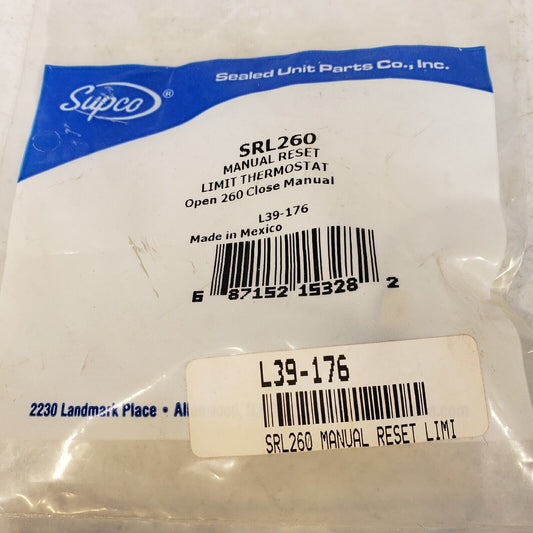 Supco®
Sealed Unit Parts Co., Inc.
SRL260
MANUAL RESET
LIMIT THERMOSTAT
Open 260 Close Manual
L39-176
Made in Mexico
6 87152 15328 2
L39-176
SRL260 MANUAL RESET LIMI
2230 Landmark Place •
.com